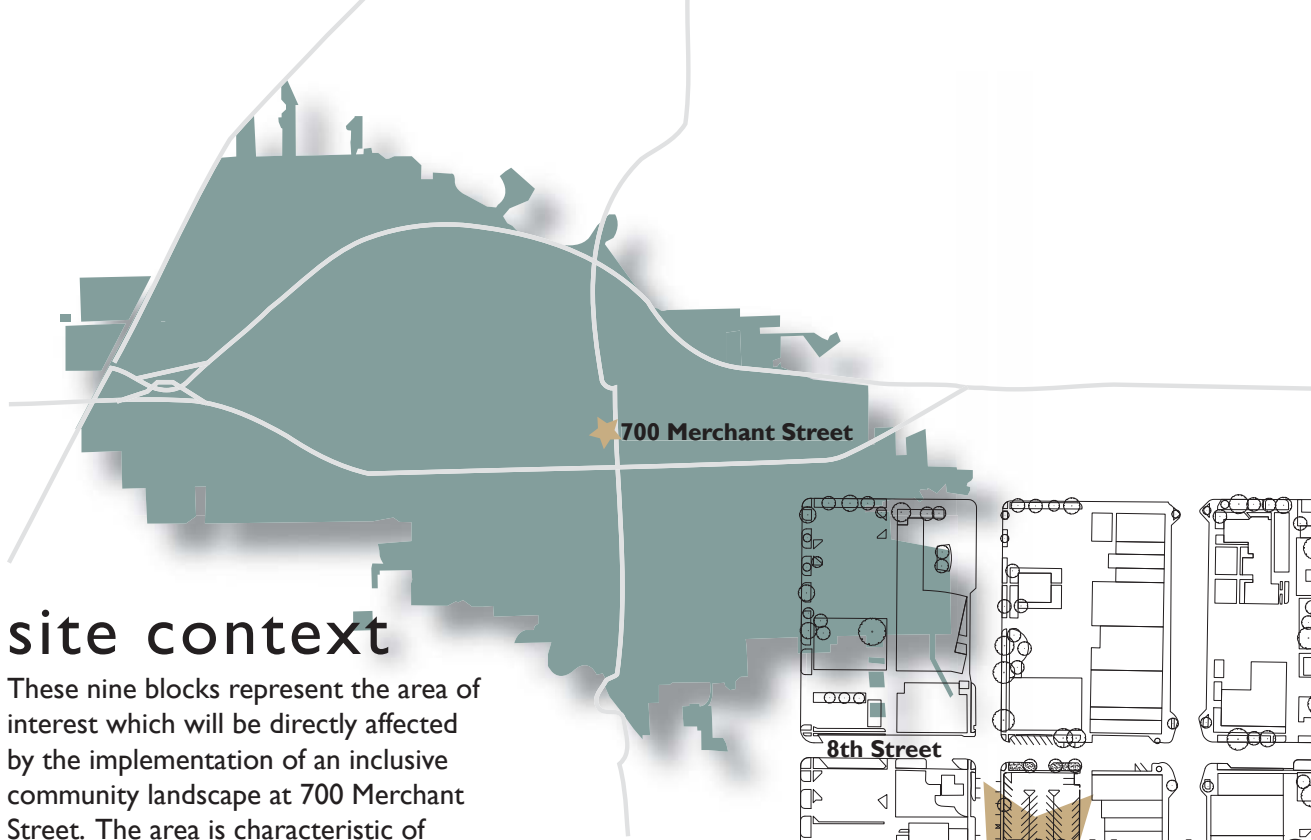 700 Merchant Street
site context
These nine blocks represent the area of
interest which will be directly affected
by the implementation of an inclusive
community landscape at 700 Merchant
Street. The area is characteristic of
8th Street